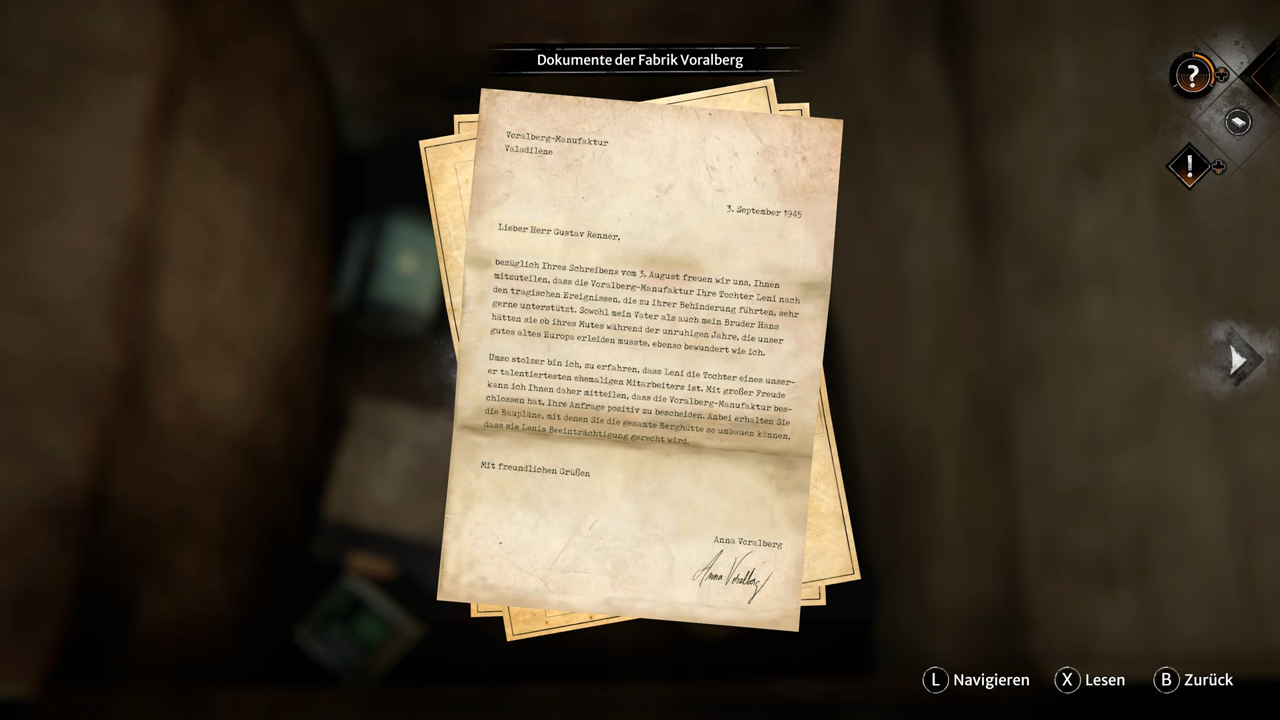 Dokumente der Fabrik Voralberg
Voralberg-Manufaktur
Valadilène
3. September 1945
Lieber Herr Gustav Renner,
bezüglich Ihres Schreibens vom 3. August freuen wir uns, Ihnen
mitzuteilen, dass die Voralberg-Manufaktur Ihre Tochter Leni nach
den tragischen Ereignissen, die zu ihrer Behinderung führten, sehr
gerne unterstützt. Sowohl mein Vater als auch mein Bruder Hans
hätten sie ob ihres Mutes während der unruhigen Jahre, die unser
gutes altes Europa erleiden musste, ebenso bewundert wie ich.
Umso stolzer bin ich, zu erfahren, dass Leni die Tochter eines unser-
er talentiertesten ehemaligen Mitarbeiters ist. Mit großer Freude
kann ich Ihnen daher mitteilen, dass die Voralberg-Manufaktur bes-
chlossen hat, Ihre Anfrage positiv zu bescheiden. Anbei erhalten Sie
die Baupläne, mit denen Sie die gesamte Berghütte so umbauen können,
dass sie Lenis Beeinträchtigung gerecht wird.
Mit freundlichen Grüßen
Anna Voralberg
Anna Voralberg
L Navigieren X Lesen B Zurück